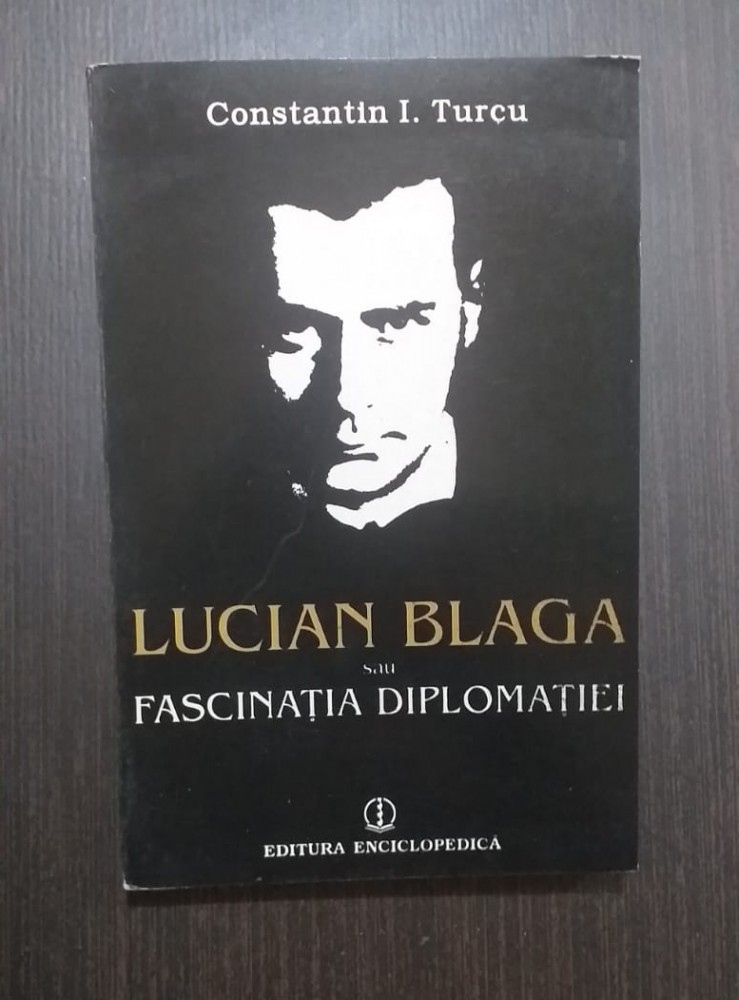 Constantin I. Turcu
LUCIAN BLAGA
sau
FASCINAȚIA DIPLOMAȚIEI
EDITURA ENCICLOPEDICĂ